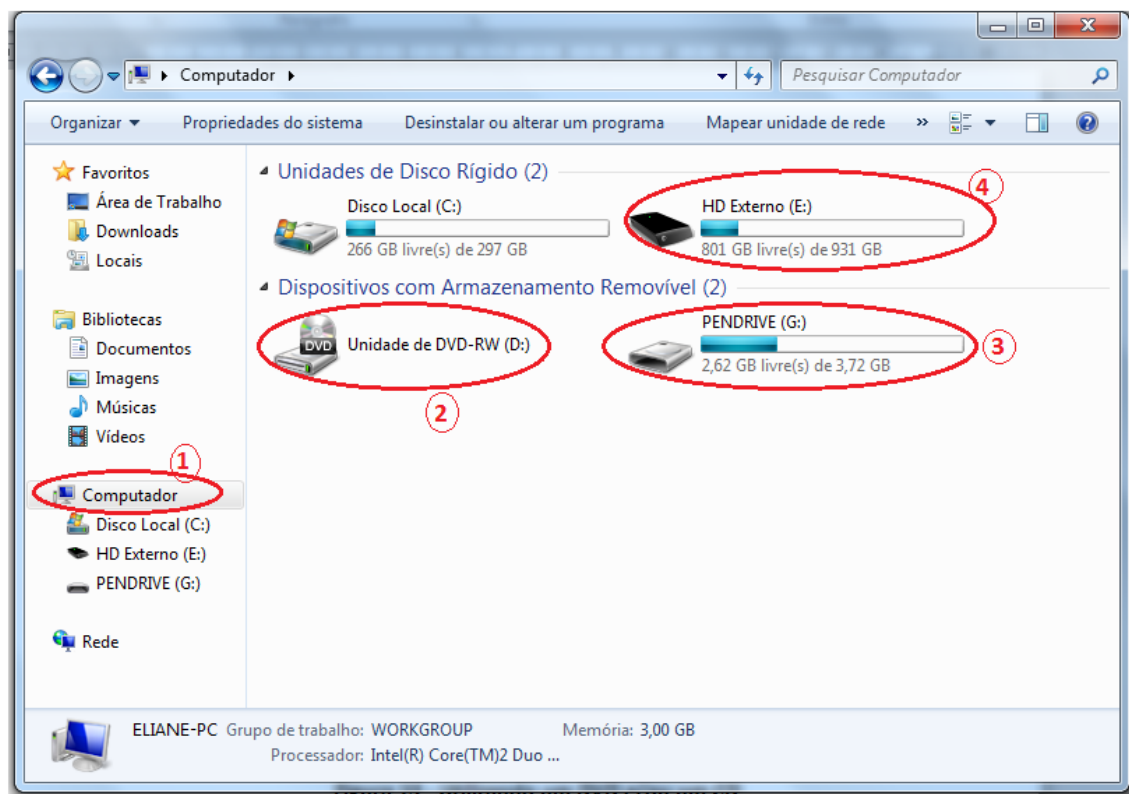 Computador
Pesquisar Computador
Organizar Propriedades do sistema Desinstalar ou alterar um programa Mapear unidade de rede »
Favoritos
Área de Trabalho
Downloads
Locais
Bibliotecas
Documentos
Imagens
Músicas
Vídeos
1
Computador
Disco Local (C:)
HD Externo (E:)
PENDRIVE (G:)
Rede
Unidades de Disco Rígido (2)
Disco Local (C:)
266 GB livre(s) de 297 GB
HD Externo (E:)
801 GB livre(s) de 931 GB
4
Dispositivos com Armazenamento Removível (2)
DVD
Unidade de DVD-RW (D:)
2
PENDRIVE (G:)
2,62 GB livre(s) de 3,72 GB
3
ELIANE-PC Grupo de trabalho: WORKGROUP Memória: 3,00 GB
Processador: Intel(R) Core(TM)2 Duo ...